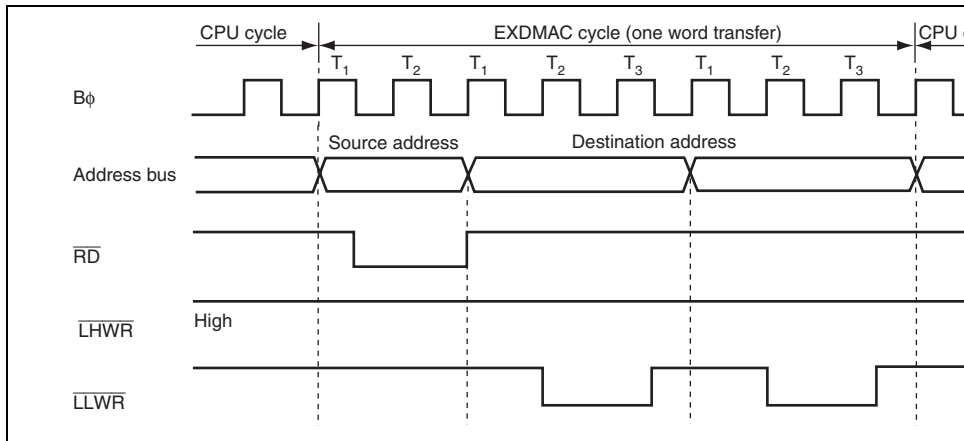 CPU cycle EXDMAC cycle (one word transfer) CPU c
T1 T2 T1 T2 T3 T1 T2 T3
Bϕ
Source address Destination address
Address bus
RD
High
LHWR
LLWR